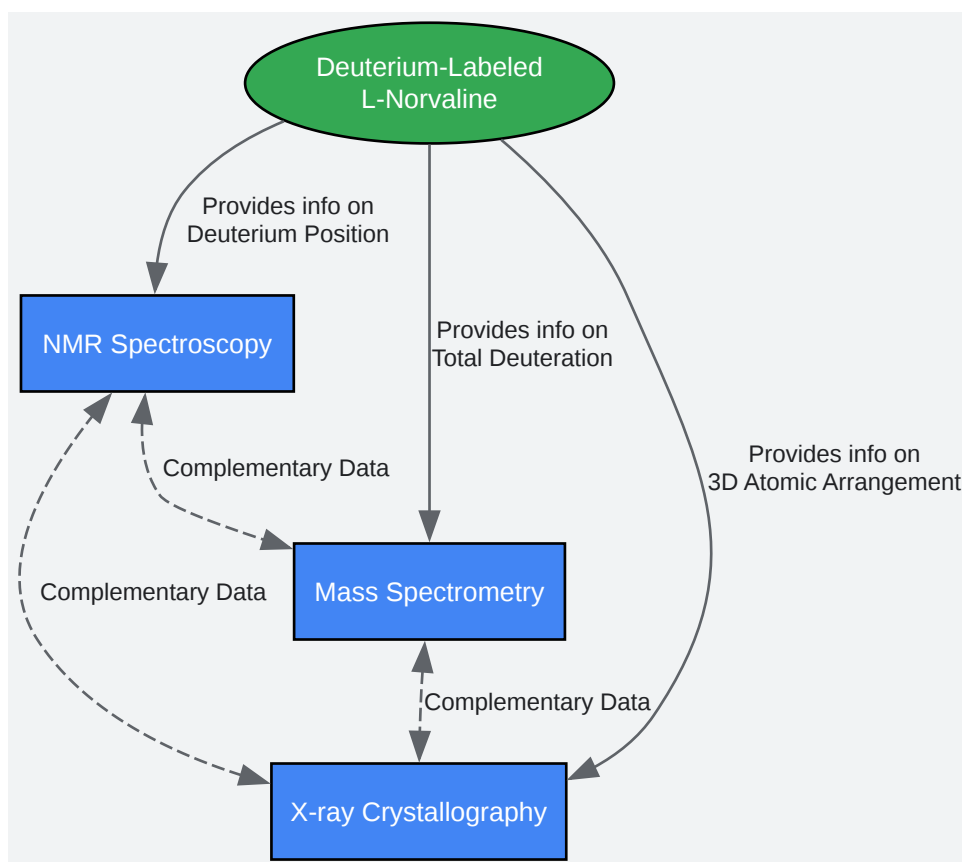 Deuterium-Labeled
L-Norvaline
Provides info on
Deuterium Position
NMR Spectroscopy
Provides info on
Total Deuteration
Provides info on
3D Atomic Arrangement
Complementary Data
Complementary Data
Mass Spectrometry
Complementary Data
X-ray Crystallography